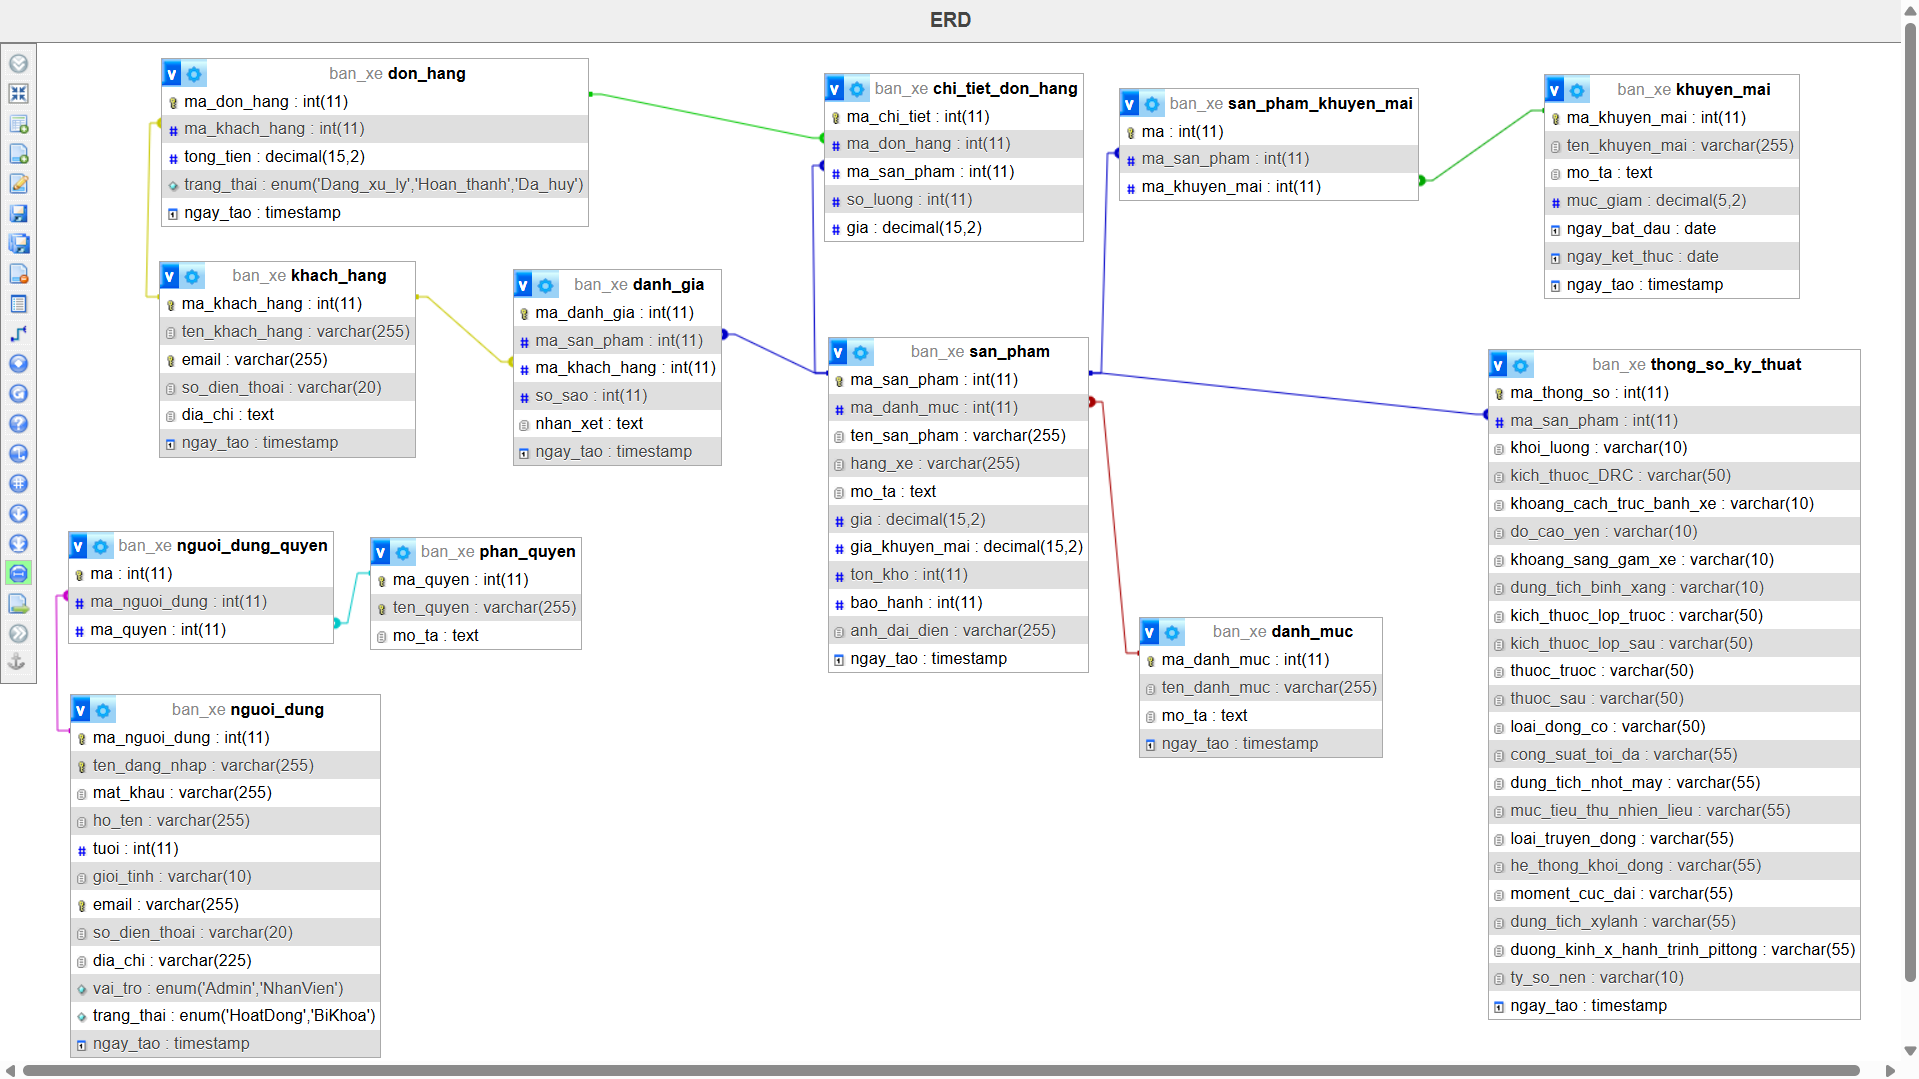 ERD
ban_xe don_hang
ma_don_hang : int(11)
ma_khach_hang : int(11)
tong_tien : decimal(15,2)
trang_thai : enum('Dang_xu_ly','Hoan_thanh','Da_huy')
ngay_tao : timestamp
ban_xe chi_tiet_don_hang
ma_chi_tiet : int(11)
ma_don_hang : int(11)
ma_san_pham : int(11)
so_luong : int(11)
gia : decimal(15,2)
ban_xe san_pham_khuyen_mai
ma : int(11)
ma_san_pham : int(11)
ma_khuyen_mai : int(11)
ban_xe khuyen_mai
ma_khuyen_mai : int(11)
ten_khuyen_mai : varchar(255)
mo_ta : text
muc_giam : decimal(5,2)
ngay_bat_dau : date
ngay_ket_thuc : date
ngay_tao : timestamp
ban_xe khach_hang
ma_khach_hang : int(11)
ten_khach_hang : varchar(255)
email : varchar(255)
so_dien_thoai : varchar(20)
dia_chi : text
ngay_tao : timestamp
ban_xe danh_gia
ma_danh_gia : int(11)
ma_san_pham : int(11)
ma_khach_hang : int(11)
so_sao : int(11)
nhan_xet : text
ngay_tao : timestamp
ban_xe san_pham
ma_san_pham : int(11)
ma_danh_muc : int(11)
ten_san_pham : varchar(255)
hang_xe : varchar(255)
mo_ta : text
gia : decimal(15,2)
gia_khuyen_mai : decimal(15,2)
ton_kho : int(11)
bao_hanh : int(11)
anh_dai_dien : varchar(255)
ngay_tao : timestamp
ban_xe thong_so_ky_thuat
ma_thong_so : int(11)
ma_san_pham : int(11)
khoi_luong : varchar(10)
kich_thuoc_DRC : varchar(50)
khoang_cach_truc_banh_xe : varchar(10)
do_cao_yen : varchar(10)
khoang_sang_gam_xe : varchar(10)
dung_tich_binh_xang : varchar(10)
kich_thuoc_lop_truoc : varchar(50)
kich_thuoc_lop_sau : varchar(50)
thuoc_truoc : varchar(50)
thuoc_sau : varchar(50)
loai_dong_co : varchar(50)
cong_suat_toi_da : varchar(55)
dung_tich_nhot_may : varchar(55)
muc_tieu_thu_nhien_lieu : varchar(55)
loai_truyen_dong : varchar(55)
he_thong_khoi_dong : varchar(55)
moment_cuc_dai : varchar(55)
dung_tich_xylanh : varchar(55)
duong_kinh_x_hanh_trinh_pittong : varchar(55)
ty_so_nen : varchar(10)
ngay_tao : timestamp
ban_xe nguoi_dung_quyen
ma : int(11)
ma_nguoi_dung : int(11)
ma_quyen : int(11)
ban_xe phan_quyen
ma_quyen : int(11)
ten_quyen : varchar(255)
mo_ta : text
ban_xe danh_muc
ma_danh_muc : int(11)
ten_danh_muc : varchar(255)
mo_ta : text
ngay_tao : timestamp
ban_xe nguoi_dung
ma_nguoi_dung : int(11)
ten_dang_nhap : varchar(255)
mat_khau : varchar(255)
ho_ten : varchar(255)
tuoi : int(11)
gioi_tinh : varchar(10)
email : varchar(255)
so_dien_thoai : varchar(20)
dia_chi : varchar(225)
vai_tro : enum('Admin','NhanVien')
trang_thai : enum('HoatDong','BiKhoa')
ngay_tao : timestamp